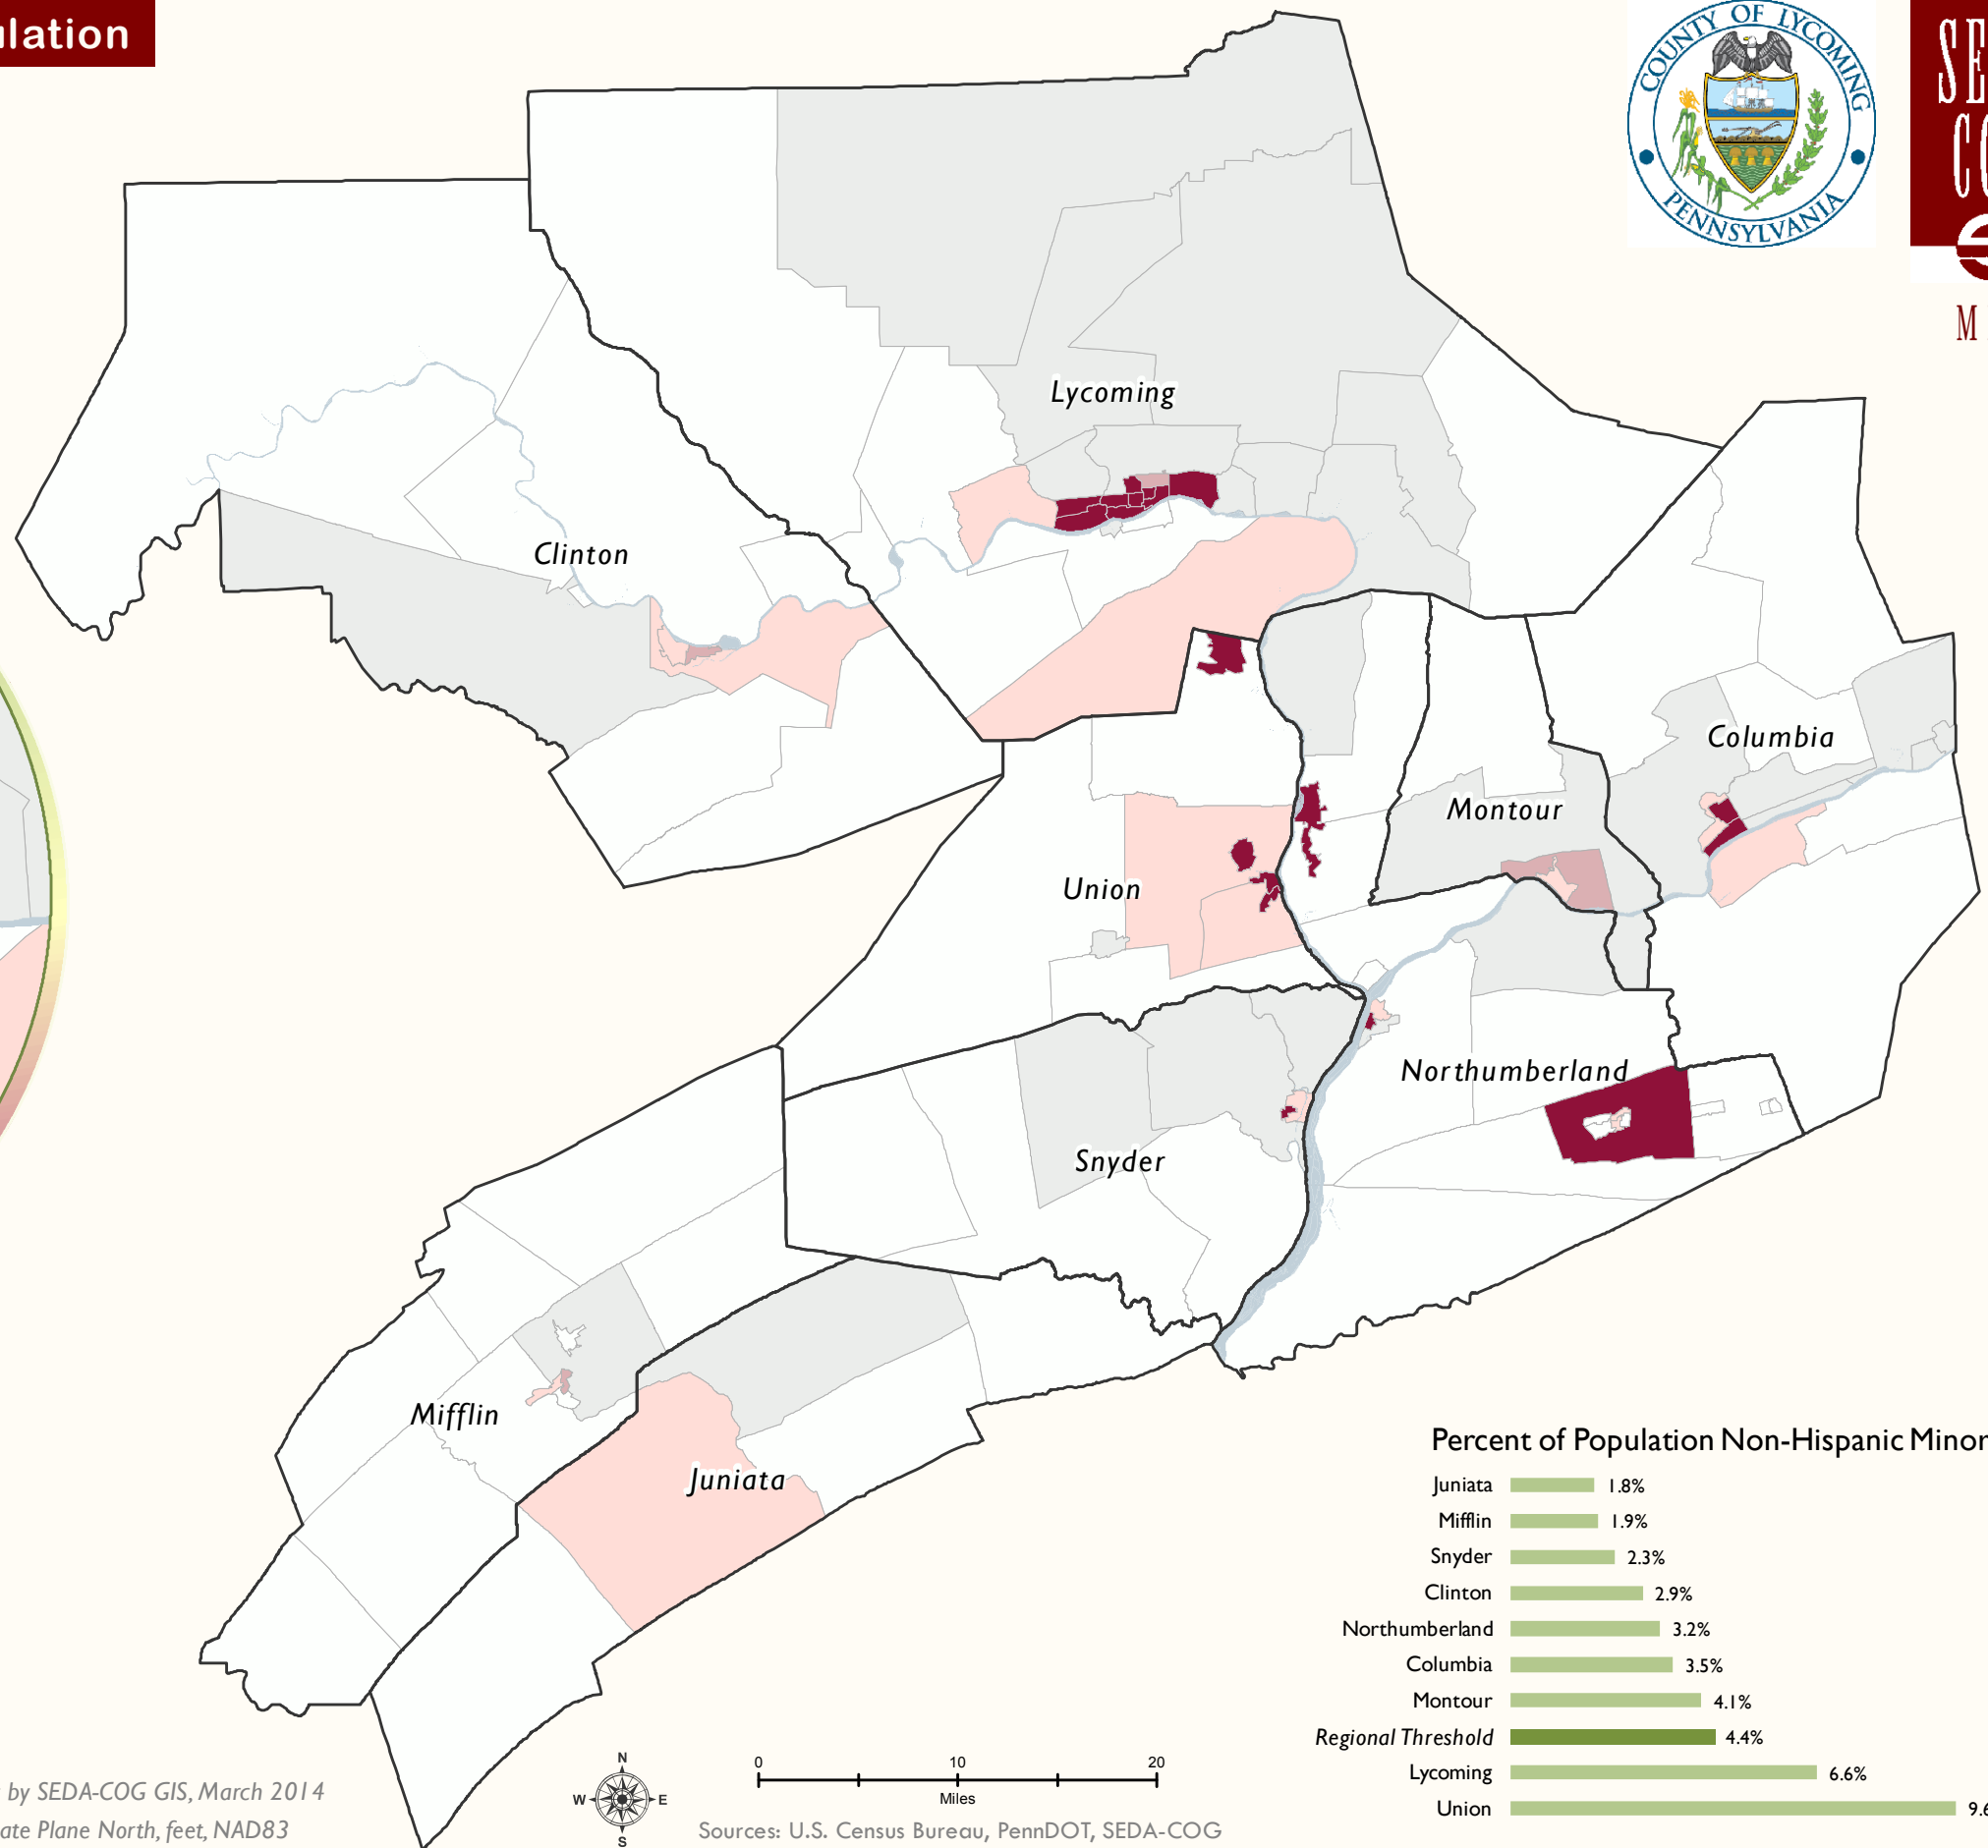 COUNTY OF LYCOMING
PENNSYLVANIA
M
Lycoming
Clinton
Columbia
Montour
Union
Northumberland
Snyder
Mifflin
Juniata
Percent of Population Non-Hispanic
Juniata 1.8%
Mifflin 1.9%
Snyder 2.3%
Clinton 2.9%
Northumberland 3.2%
Columbia 3.5%
Montour 4.1%
Regional Threshold 4.4%
Lycoming 6.6%
Union
by SEDA-COG GIS, March 2014
Plane North, feet, NAD83
N
W E
S
0 10 20
Miles
Sources: U.S. Census Bureau, PennDOT, SEDA-COG